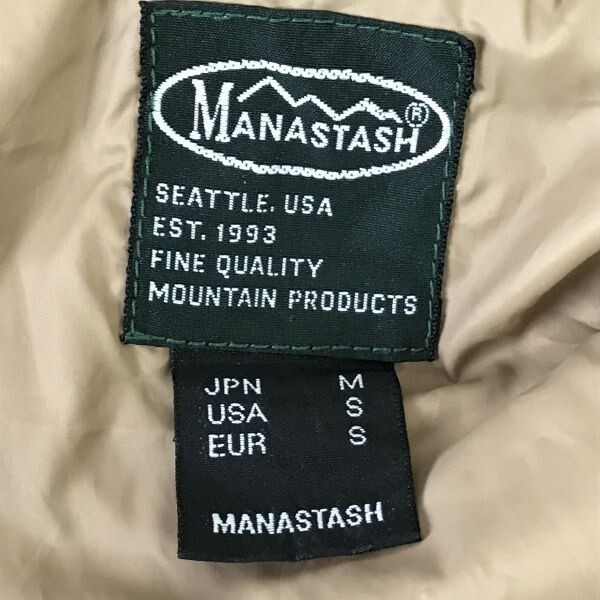 MANASTASH®
SEATTLE, USA
EST. 1993
FINE QUALITY
MOUNTAIN PRODUCTS
JPN M
USA S
EUR S
MANASTASH